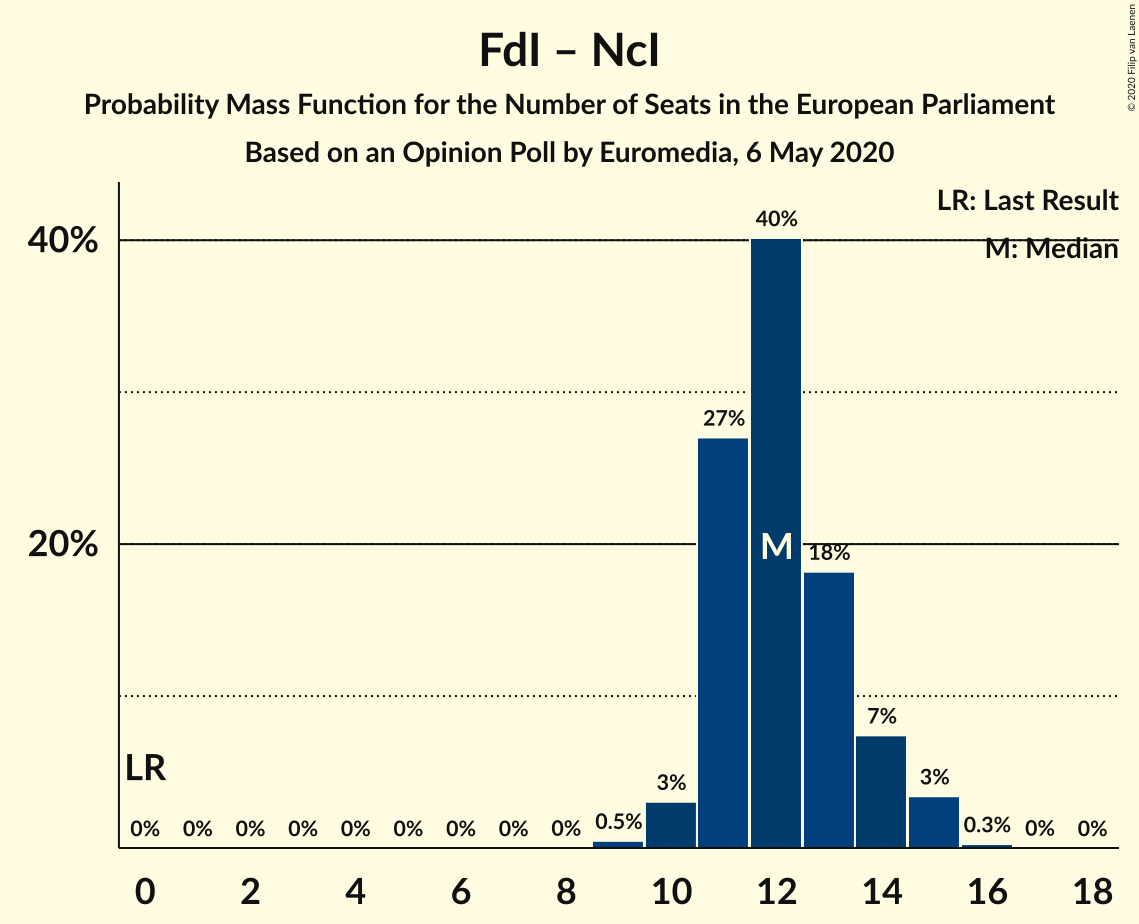 FdI – NcI
Probability Mass Function for the Number of Seats in the European Parliament
Based on an Opinion Poll by Euromedia, 6 May 2020
© 2020 Filip van Laenen
LR: Last Result
M: Median
40%
20%
40%
27%
18%
7%
3%
3%
0.5%
0.3%
M
LR
0% 0% 0% 0% 0% 0% 0% 0% 0% 0% 0%
0 2 4 6 8 10 12 14 16 18